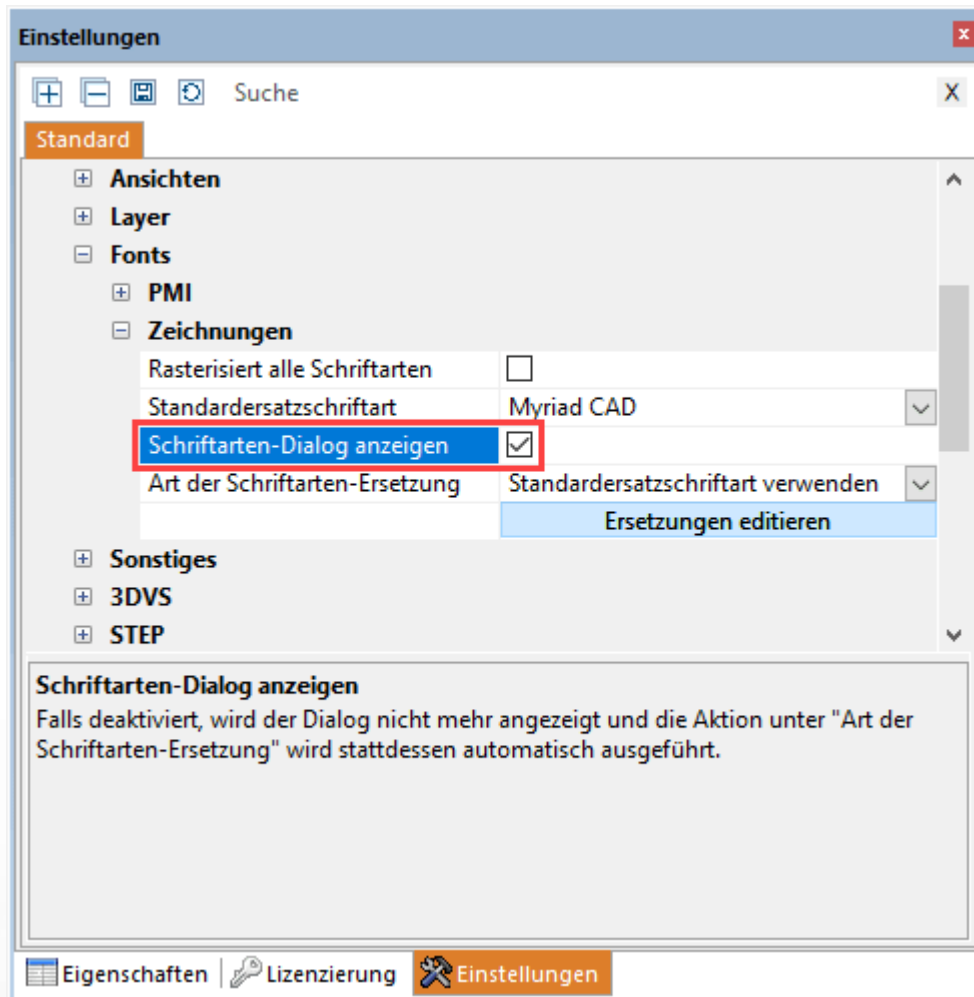 Einstellungen
x
Suche
X
Standard
Ansichten
Layer
Fonts
PMI
Zeichnungen
Rasterisiert alle Schriftarten
Standardersatzschriftart Myriad CAD
Schriftarten-Dialog anzeigen
Art der Schriftarten-Ersetzung Standardersatzschriftart verwenden
Ersetzungen editieren
Sonstiges
3DVS
STEP
Schriftarten-Dialog anzeigen
Falls deaktiviert, wird der Dialog nicht mehr angezeigt und die Aktion unter "Art der
Schriftarten-Ersetzung" wird stattdessen automatisch ausgeführt.
Eigenschaften Lizenzierung Einstellungen